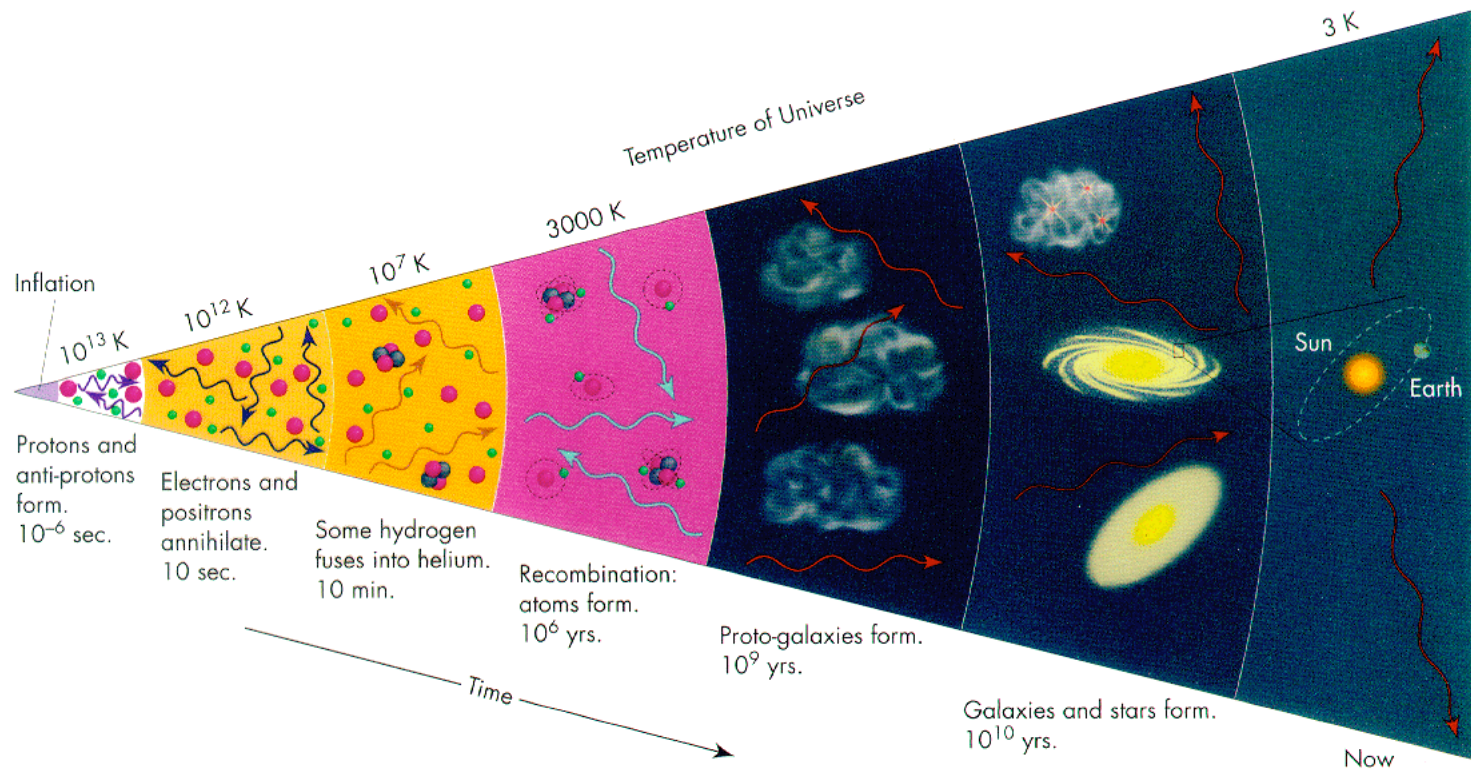 Inflation
10¹³ K
10¹² K
10⁷ K
3000 K
Temperature of Universe
3 K
Protons and
anti-protons
form.
10⁻⁶ sec.
Electrons and
positrons
annihilate.
10 sec.
Some hydrogen
fuses into helium.
10 min.
Recombination:
atoms form.
10⁶ yrs.
Proto-galaxies form.
10⁹ yrs.
Galaxies and stars form.
10¹⁰ yrs.
Sun
Earth
Now
Time